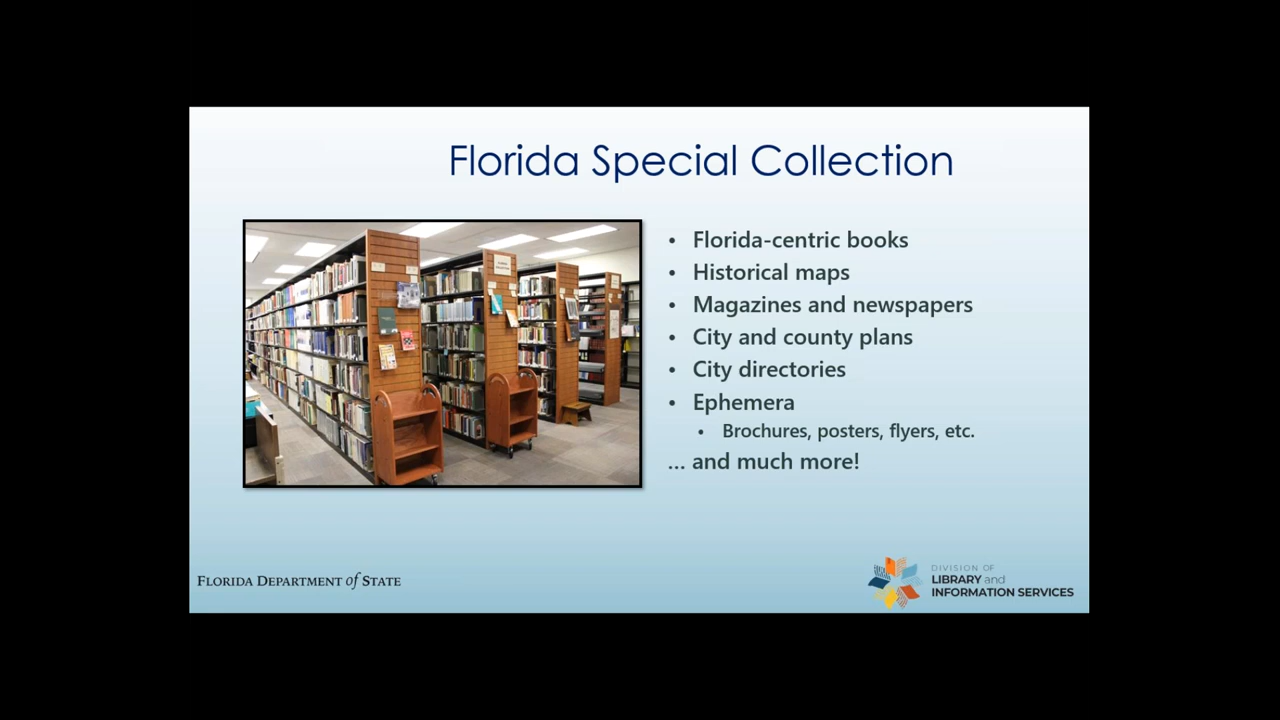 Florida Special Collection
• Florida-centric books
• Historical maps
• Magazines and newspapers
• City and county plans
• City directories
• Ephemera
• Brochures, posters, flyers, etc.
... and much more!
FLORIDA DEPARTMENT of STATE
DIVISION OF
LIBRARY and
INFORMATION SERVICES